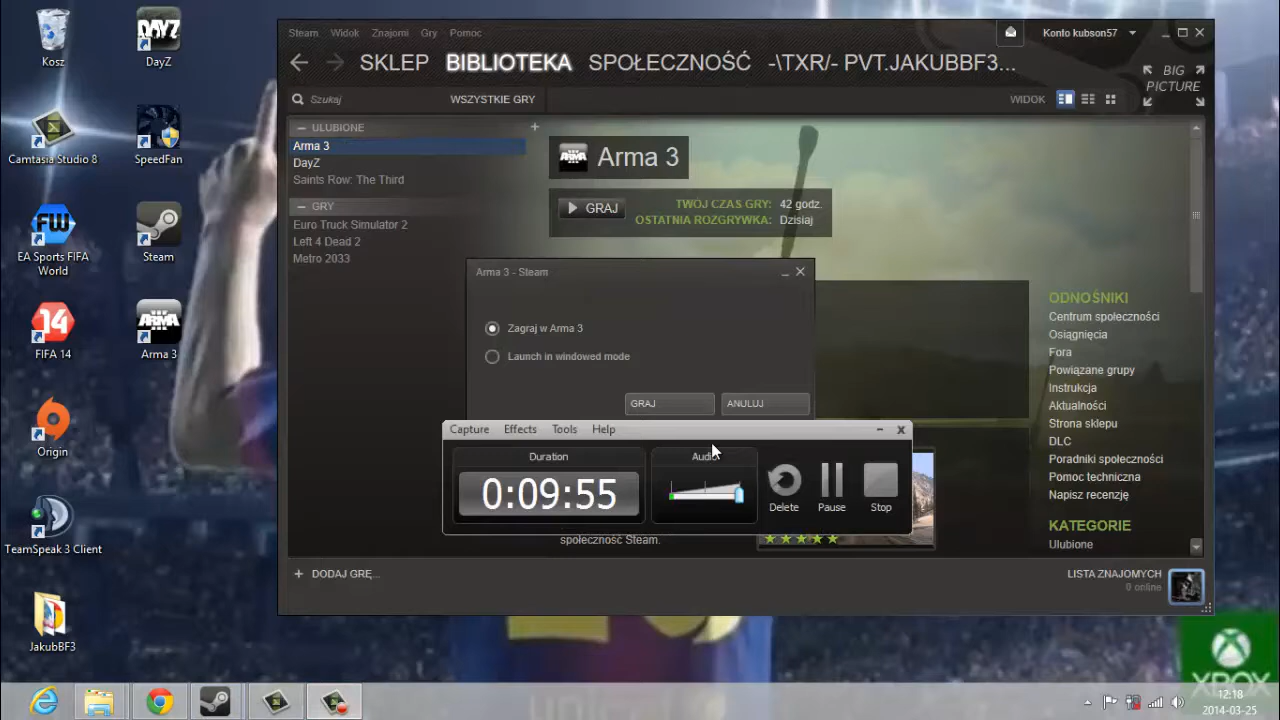 Kosz
DayZ
Camtasia Studio 8
SpeedFan
FW
EA Sports FIFA
World
Steam
14
FIFA 14
ARMA
Arma 3
Origin
TeamSpeak 3 Client
JakubBF3
Steam Widok Znajomi Gry Pomoc
Konto kubson57
SKLEP BIBLIOTEKA SPOŁECZNOŚĆ -\TXR/- PVT.JAKUBBF3...
BIG
PICTURE
Szukaj
WSZYSTKIE GRY
WIDOK
ULUBIONE
Arma 3
DayZ
Saints Row: The Third
GRY
Euro Truck Simulator 2
Left 4 Dead 2
Metro 2033
ARMA
Arma 3
GRAJ
TWÓJ CZAS GRY: 42 godz.
OSTATNIA ROZGRYWKA: Dzisiaj
Arma 3 - Steam
Zagraj w Arma 3
Launch in windowed mode
GRAJ
ANULUJ
Capture Effects Tools Help
Duration
0:09:55
Audio
Delete
Pause
Stop
społeczność Steam.
ODNOŚNIKI
Centrum społeczności
Osiągnięcia
Fora
Powiązane grupy
Instrukcja
Aktualności
Strona sklepu
DLC
Poradniki społeczności
Pomoc techniczna
Napisz recenzję
KATEGORIE
Ulubione
DODAJ GRĘ...
LISTA ZNAJOMYCH
0 online
XBOX
12:18
2014-03-25